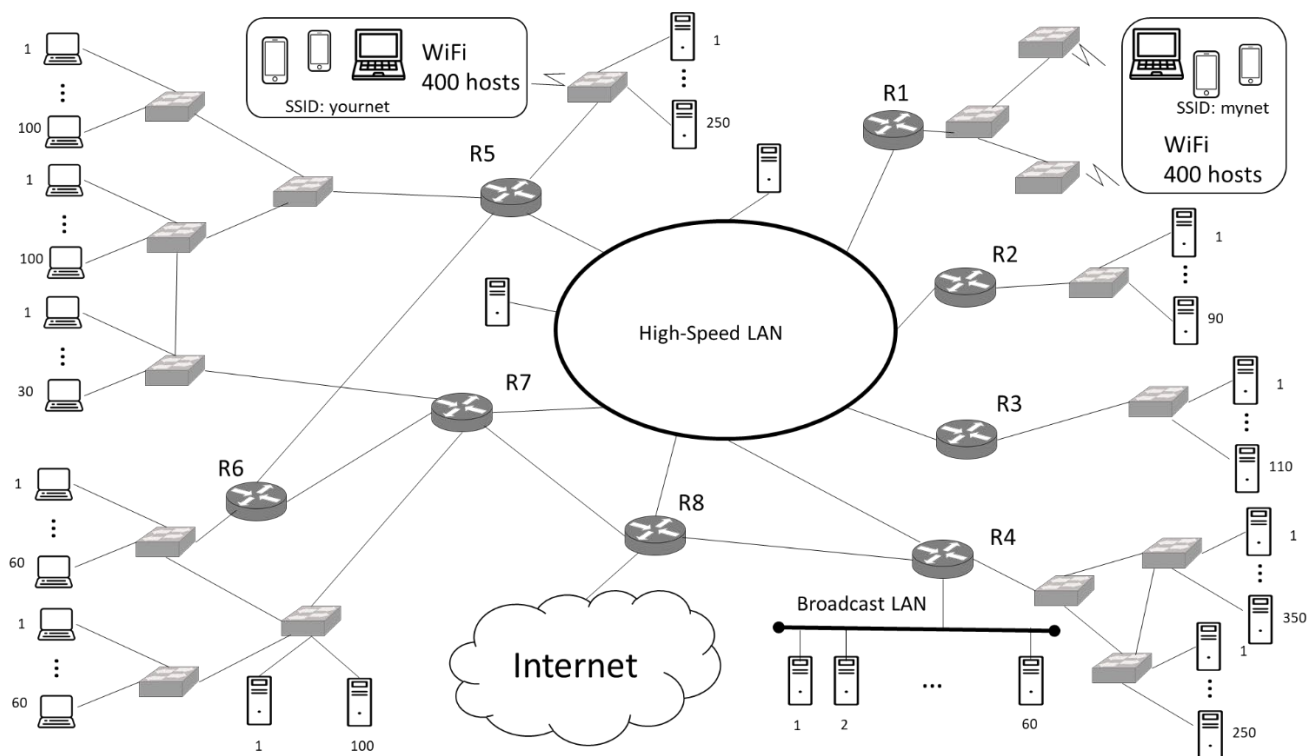 1
⋮
100
1
⋮
100
1
⋮
30
WiFi
400 hosts
SSID: yournet
1
⋮
250
R5
R1
SSID: mynet
WiFi
400 hosts
R2
1
⋮
90
High-Speed LAN
R7
R3
1
⋮
110
R6
1
⋮
60
1
⋮
60
1
100
R8
R4
Internet
Broadcast LAN
1
2
...
60
1
⋮
350
1
⋮
250